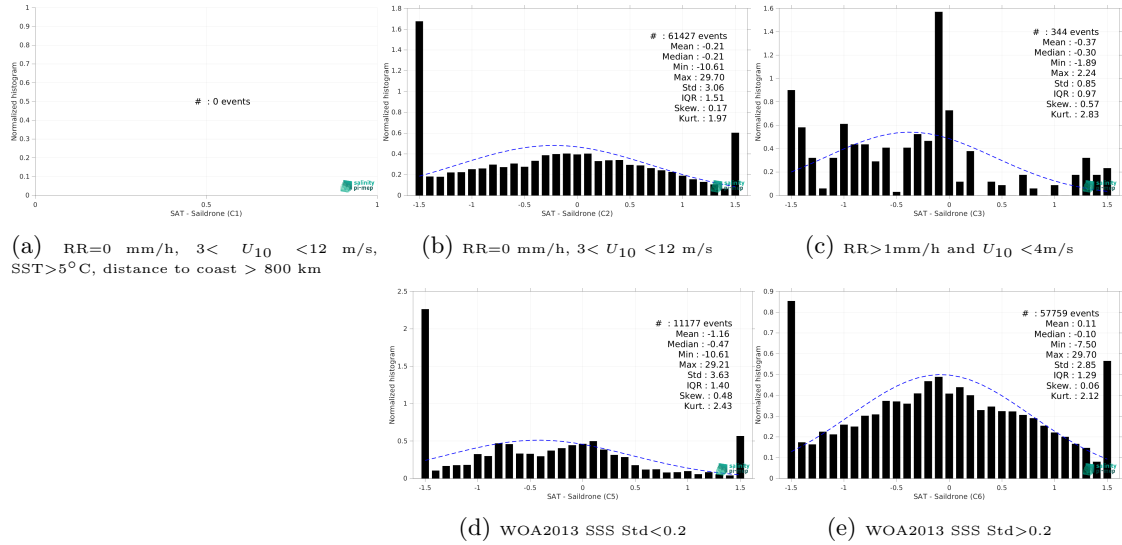 1
0.9
0.8
0.7
0.6
0.5
0.4
0.3
0.2
0.1
0
Normalized histogram
# : 0 events
0
0.5
1
SAT - Saildrone (C1)
salinity
pi-mep
(a) RR=0 mm/h, 3< U10 <12 m/s,
SST>5°C, distance to coast > 800 km
1.8
1.6
1.4
1.2
1
0.8
0.6
0.4
0.2
0
Normalized histogram
# : 61427 events
Mean : -0.21
Median : -0.21
Min : -10.61
Max : 29.70
Std : 3.06
IQR : 1.51
Skew. : 0.17
Kurt. : 1.97
-1.5
-1
-0.5
0
0.5
1
1.5
SAT - Saildrone (C2)
salinity
pi-mep
(b) RR=0 mm/h, 3< U10 <12 m/s
1.6
1.4
1.2
1
0.8
0.6
0.4
0.2
0
Normalized histogram
# : 344 events
Mean : -0.37
Median : -0.30
Min : -1.89
Max : 2.24
Std : 0.85
IQR : 0.97
Skew. : 0.57
Kurt. : 2.83
-1.5
-1
-0.5
0
0.5
1
1.5
SAT - Saildrone (C3)
salinity
pi-mep
(c) RR>1mm/h and U10 <4m/s
2.5
2
1.5
1
0.5
0
Normalized histogram
# : 11177 events
Mean : -1.16
Median : -0.47
Min : -10.61
Max : 29.21
Std : 3.63
IQR : 1.40
Skew. : 0.48
Kurt. : 2.43
-1.5
-1
-0.5
0
0.5
1
1.5
SAT - Saildrone (C5)
salinity
pi-mep
(d) WOA2013 SSS Std<0.2
0.9
0.8
0.7
0.6
0.5
0.4
0.3
0.2
0.1
0
Normalized histogram
# : 57759 events
Mean : 0.11
Median : -0.10
Min : -7.50
Max : 29.70
Std : 2.85
IQR : 1.29
Skew. : 0.06
Kurt. : 2.12
-1.5
-1
-0.5
0
0.5
1
1.5
SAT - Saildrone (C6)
salinity
pi-mep
(e) WOA2013 SSS Std>0.2